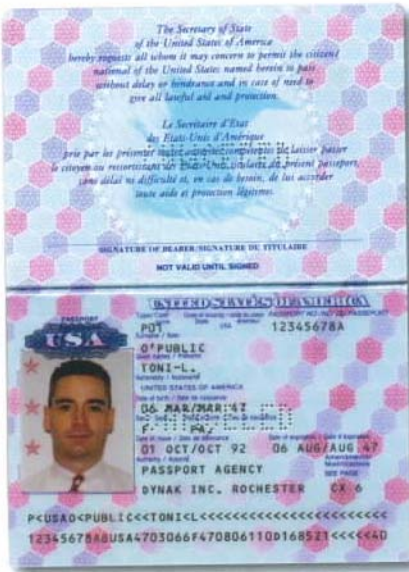 The Secretary of State
of the United States of America
hereby requests all whom it may concern to permit the citizen/
national of the United States named herein to pass
without delay or hindrance and in case of need to
give all lawful aid and protection.
Le Secrétaire d'Etat
des Etats-Unis d'Amérique
prie par les présentes toutes autorités compétentes de laisser passer
le citoyen ou ressortissant des Etats-Unis titulaire du présent passeport,
sans délai ni difficulté et, en cas de besoin, de lui accorder
toute aide et protection légitimes.
SIGNATURE OF BEARER/SIGNATURE DU TITULAIRE
NOT VALID UNTIL SIGNED
UNITED STATES OF AMERICA
PASSPORT
USA
USA
P01
12345678A
O'PUBLIC
TONI-L.
UNITED STATES OF AMERICA
06 MAR/MAR 47
F
PA,
01 OCT/OCT 92
06 AUG/AUG 47
SEE PAGE
PASSPORT AGENCY
DYNAK INC. ROCHESTER
CX 6
P<USAO<PUBLIC<<TONI<L<<<<<<<<<<<<<<<<<<<<<<<
12345678A8USA4703066F4708061